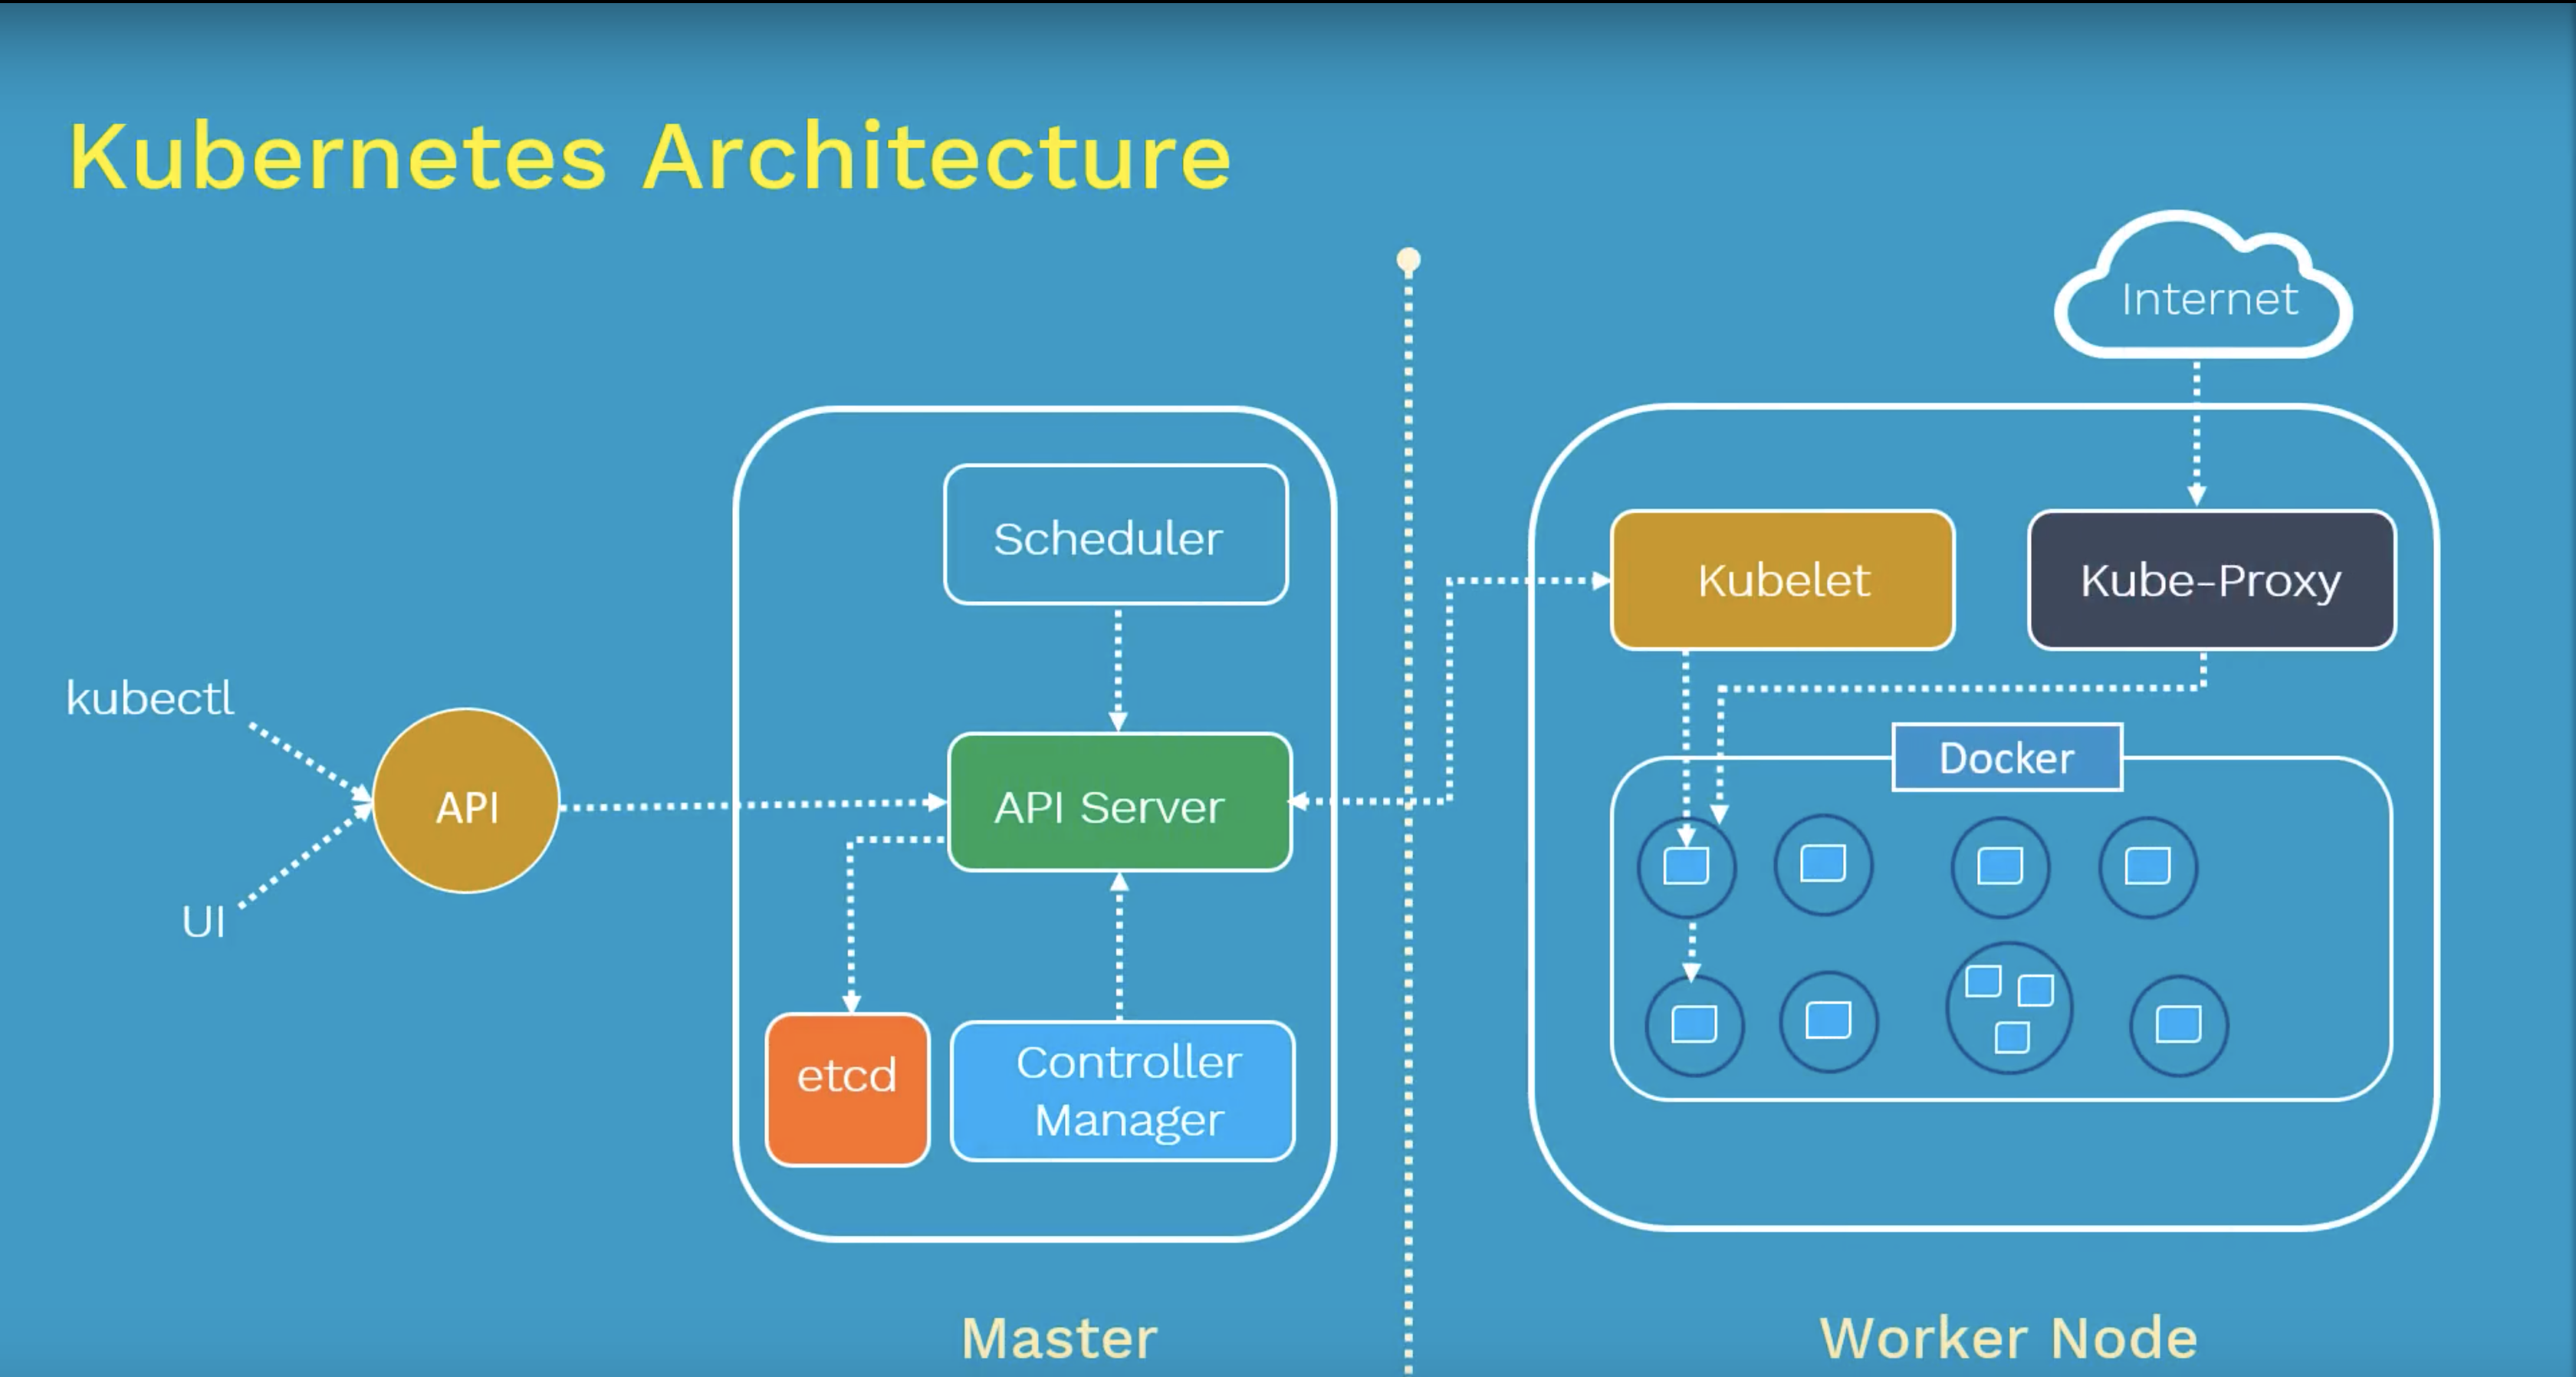 Kubernetes Architecture
Internet
Scheduler
Kubelet
Kube-Proxy
kubectl
API
UI
API Server
Docker
etcd
Controller
Manager
Master
Worker Node